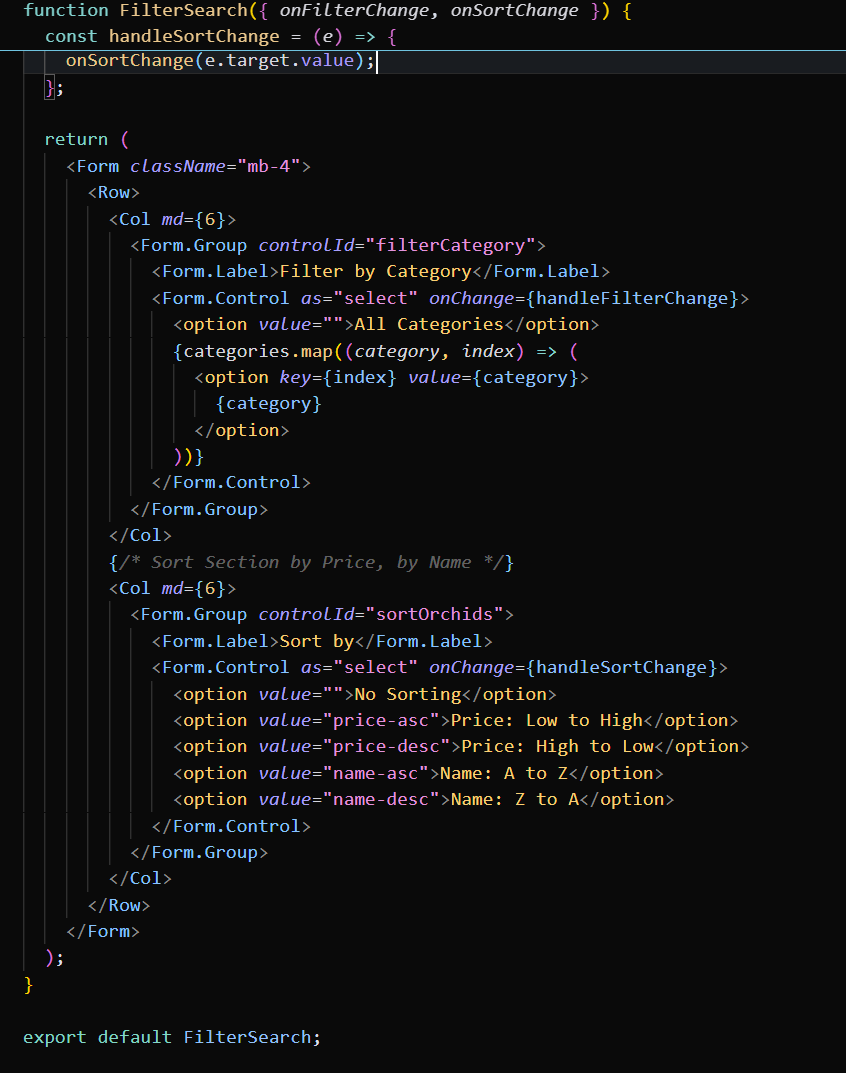 function FilterSearch({ onFilterChange, onSortChange }) {
  const handleSortChange = (e) => {
    onSortChange(e.target.value);
  };

  return (
    <Form className="mb-4">
      <Row>
        <Col md={6}>
          <Form.Group controlId="filterCategory">
            <Form.Label>Filter by Category</Form.Label>
            <Form.Control as="select" onChange={handleFilterChange}>
              <option value="">All Categories</option>
              {categories.map((category, index) => (
                <option key={index} value={category}>
                  {category}
                </option>
              ))}
            </Form.Control>
          </Form.Group>
        </Col>
        {/* Sort Section by Price, by Name */}
        <Col md={6}>
          <Form.Group controlId="sortOrchids">
            <Form.Label>Sort by</Form.Label>
            <Form.Control as="select" onChange={handleSortChange}>
              <option value="">No Sorting</option>
              <option value="price-asc">Price: Low to High</option>
              <option value="price-desc">Price: High to Low</option>
              <option value="name-asc">Name: A to Z</option>
              <option value="name-desc">Name: Z to A</option>
            </Form.Control>
          </Form.Group>
        </Col>
      </Row>
    </Form>
  );
}

export default FilterSearch;